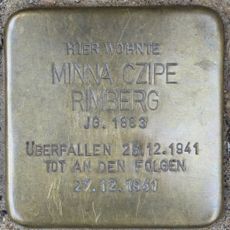 HIER WOHNTE
MINNA CZIPE
RIMBERG
JG. 1883
ÜBERFALLEN 25.12.1941
TOT AN DEN FOLGEN
27.12.1941